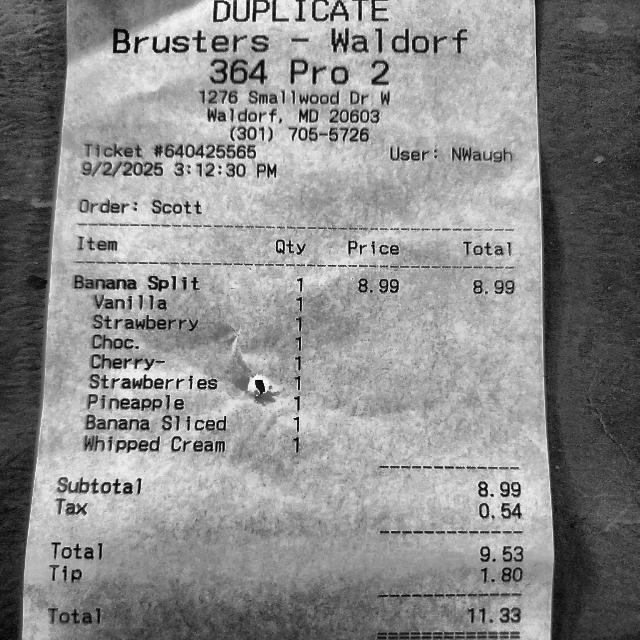 DUPLICATE
Brusters - Waldorf
364 Pro 2
1276 Smallwood Dr W
Waldorf, MD 20603
(301) 705-5726
Ticket #640425565 User: NWaugh
9/2/2025 3:12:30 PM
Order: Scott
Item Qty Price Total
Banana Split 1 8.99 8.99
Vanilla 1
Strawberry 1
Choc. 1
Cherry- 1
Strawberries 1
Pineapple 1
Banana Sliced 1
Whipped Cream 1
Subtotal 8.99
Tax 0.54
Total 9.53
Tip 1.80
Total 11.33